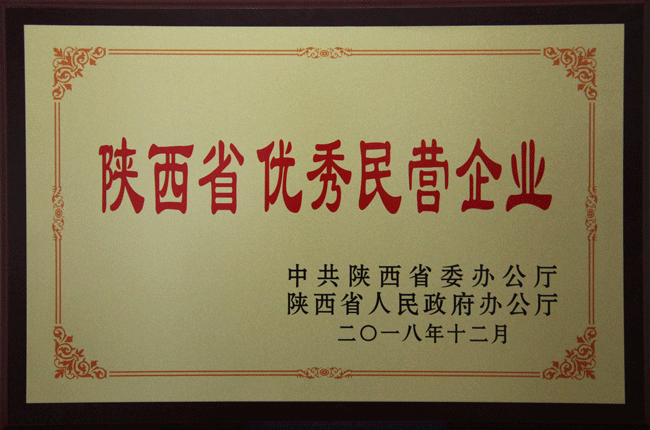 陕西省优秀民营企业
中共陕西省委办公厅
陕西省人民政府办公厅
二〇一八年十二月